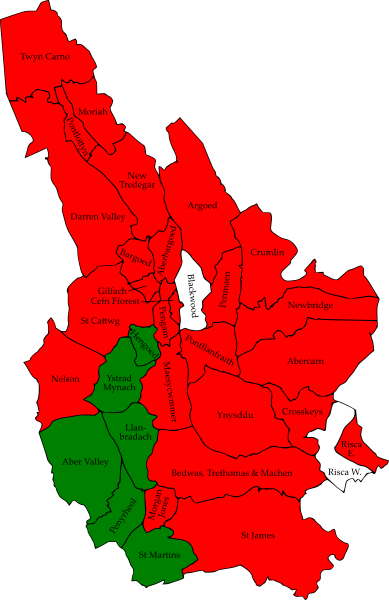 Twyn Carno
Moriah
Pontlottyn
New
Tredegar
Darren Valley
Argoed
Aberbargoed
Bargoed
Crumlin
Penmaen
Blackwood
Gilfach
Cefn Fforest
Newbridge
Pengam
St Cattwg
Hengoed
Pontllanfraith
Abercarn
Nelson
Ystrad
Mynach
Maesycwmmer
Ynysddu
Crosskeys
Llan-
bradach
Risca
E.
Aber Valley
Bedwas, Trethomas & Machen
Risca W.
Penyrheol
Morgan
Jones
St James
St Martins